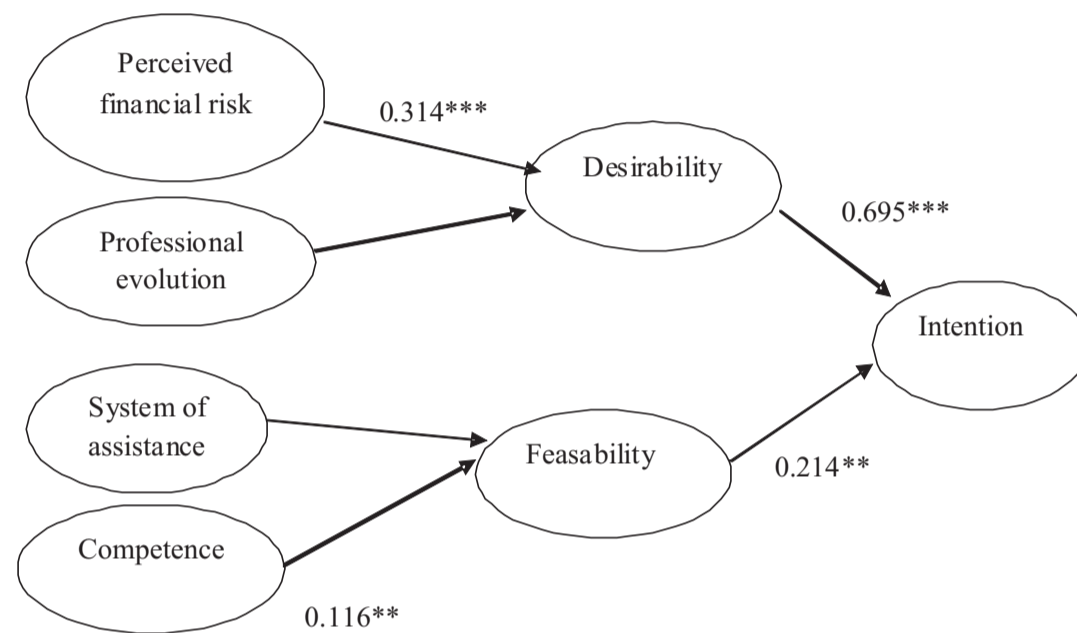 Perceived
financial risk
0.314***
Desirability
0.695***
Professional
evolution
Intention
System of
assistance
Feasability
0.214**
Competence
0.116**